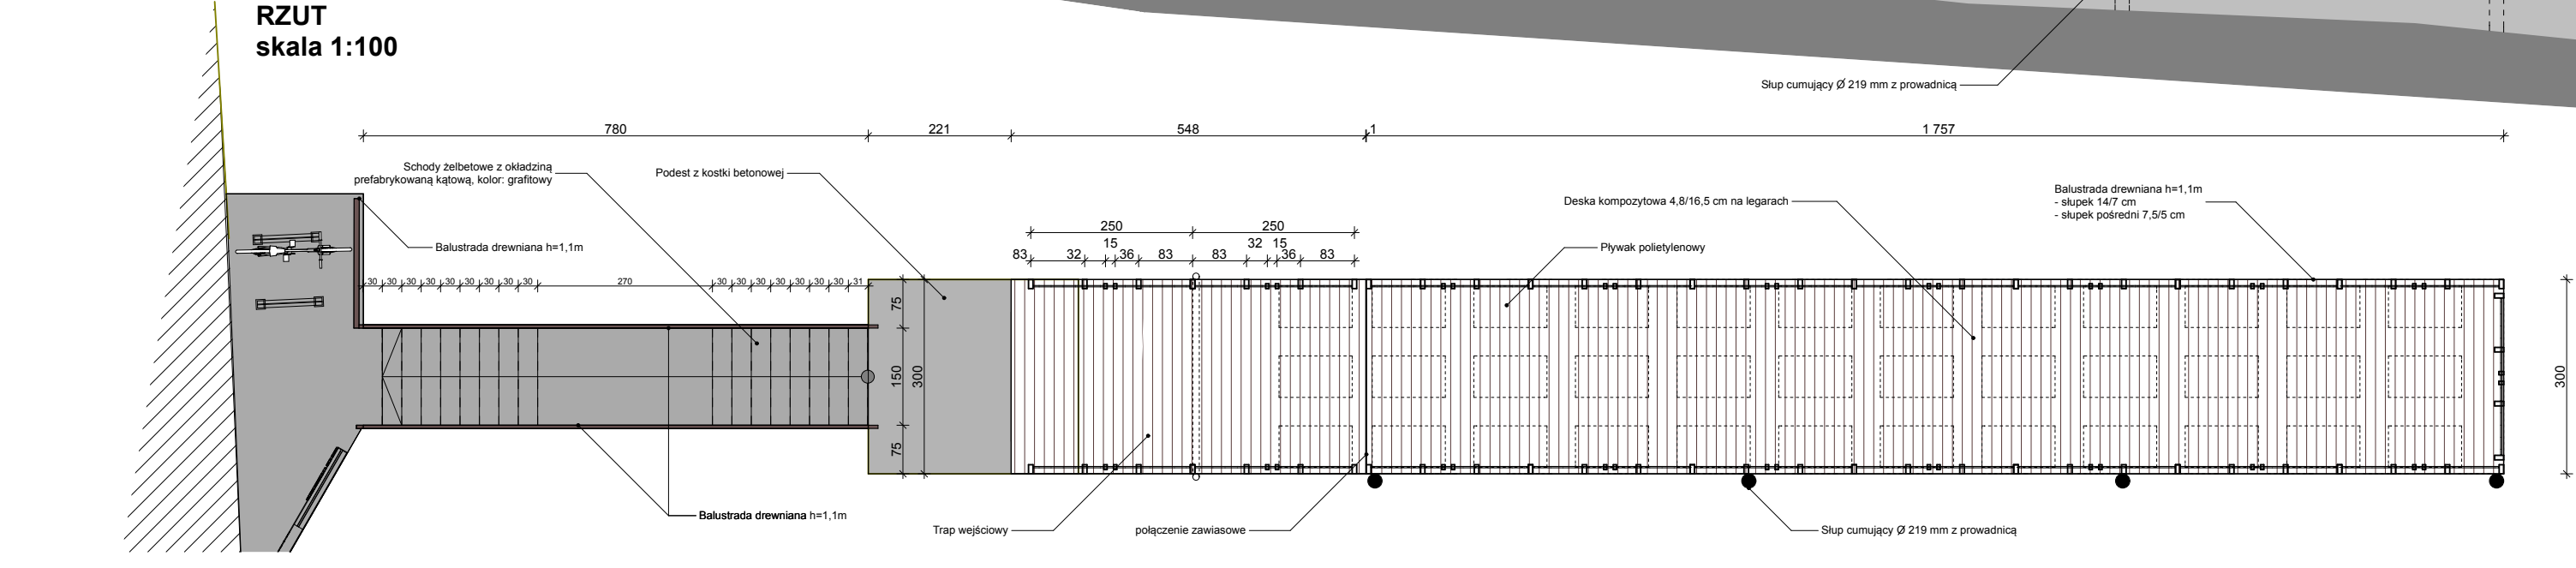 RZUT
skala 1:100
Słup cumujący Ø 219 mm z prowadnicą
780
221
548
1
1 757
Schody żelbetowe z okładziną
prefabrykowaną kątową, kolor: grafitowy
Podest z kostki betonowej
Deska kompozytowa 4,8/16,5 cm na legarach
Balustrada drewniana h=1,1m
- słupek 14/7 cm
- słupek pośredni 7,5/5 cm
250
250
Balustrada drewniana h=1,1m
Pływak polietylenowy
15
32 15
83
32
36
83
83
36
83
30 30 30 30 30 30 30 30 30
270
30 30 30 30 30 30 30 31
75
150
300
75
300
Balustrada drewniana h=1,1m
Trap wejściowy
połączenie zawiasowe
Słup cumujący Ø 219 mm z prowadnicą